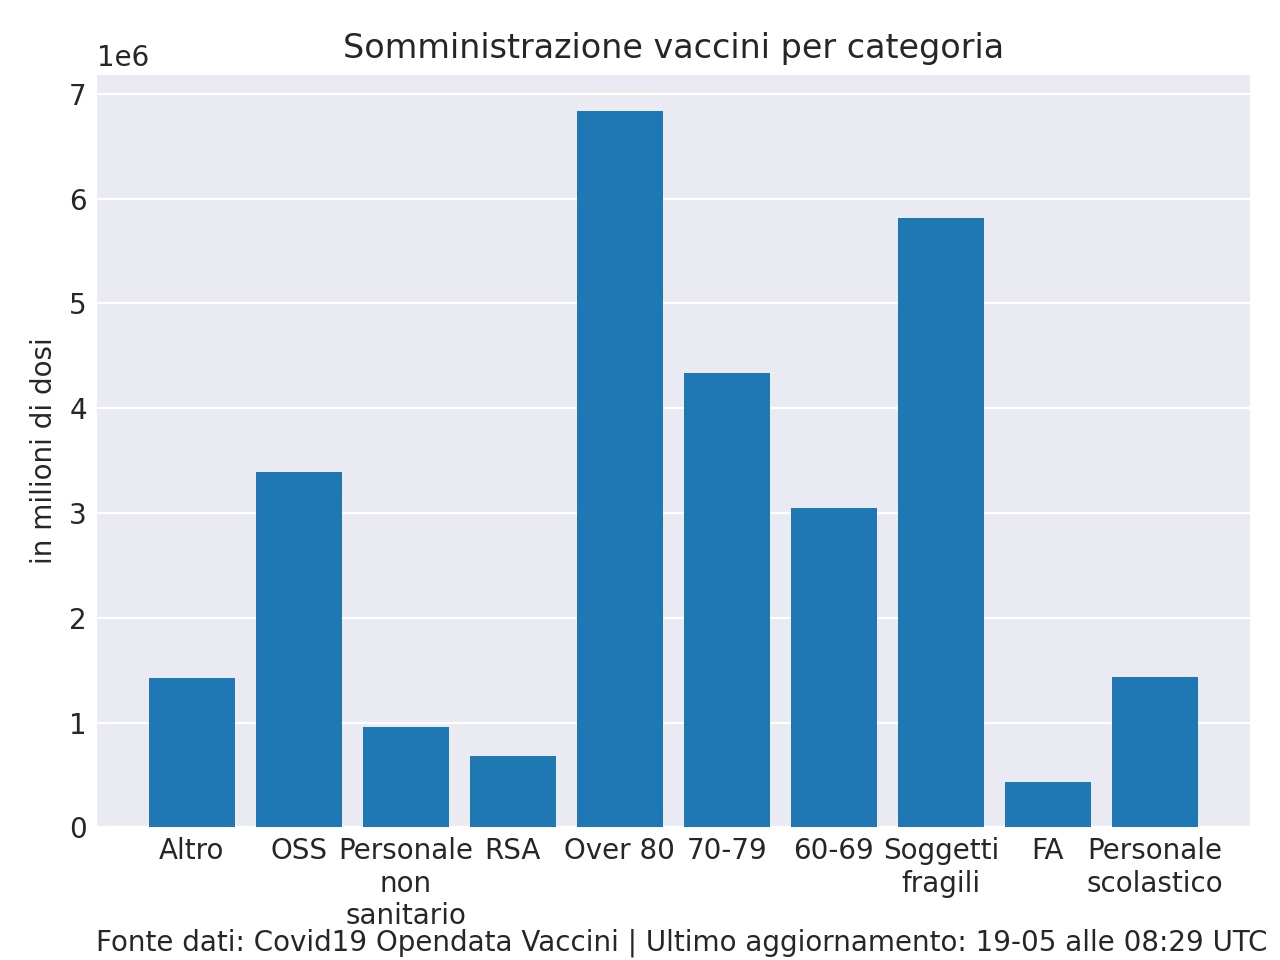 Somministrazione vaccini per categoria
1e6
7
6
5
4
3
2
1
0
in milioni di dosi
Altro OSS Personale RSA Over 80 70-79 60-69 Soggetti FA Personale
non fragili scolastico
sanitario
Fonte dati: Covid19 Opendata Vaccini | Ultimo aggiornamento: 19-05 alle 08:29 UTC